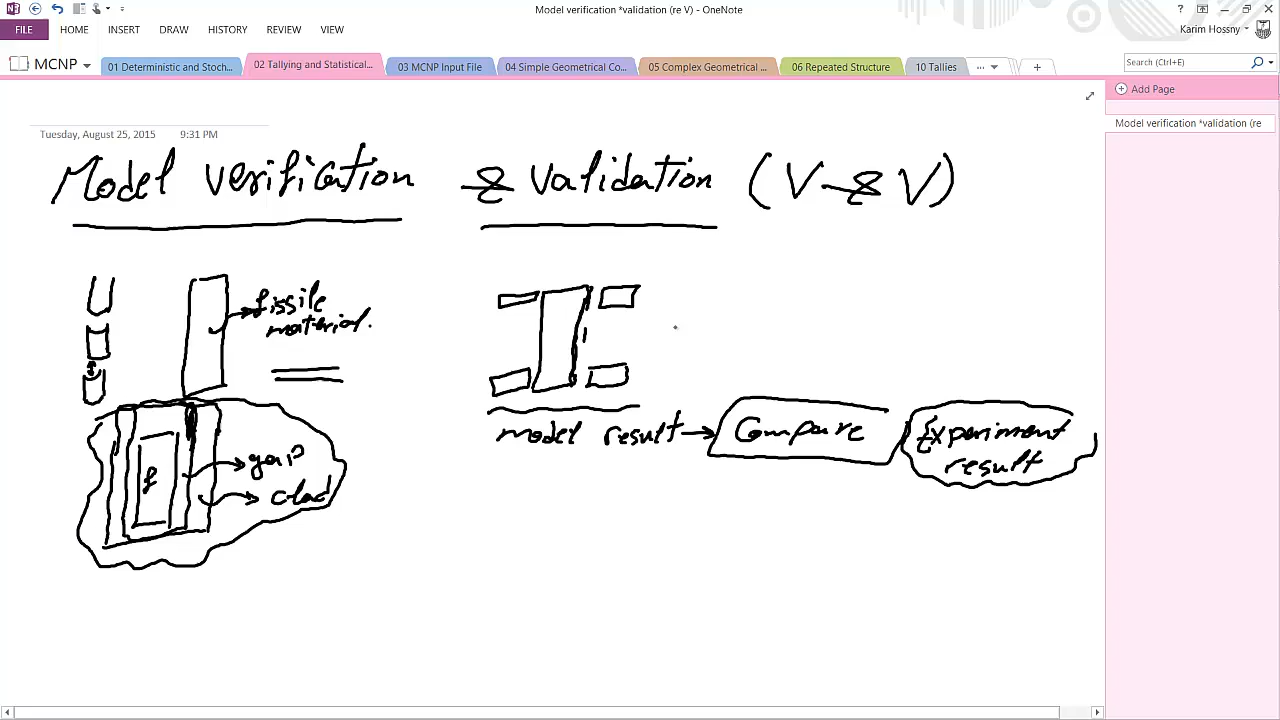 Model verification *validation (re V) - OneNote
?
FILE
HOME
INSERT
DRAW
HISTORY
REVIEW
VIEW
Karim Hossny
MCNP
01 Deterministic and Stoch...
02 Tallying and Statistical...
03 MCNP Input File
04 Simple Geometrical Co...
05 Complex Geometrical ...
06 Repeated Structure
10 Tallies
...
Search (Ctrl+E)
Add Page
Model verification *validation (re
Tuesday, August 25, 2015 9:31 PM
Model verification & validation (V & V)
fissile
material.
f
gap
clad
model result
Compare
Experiment
result